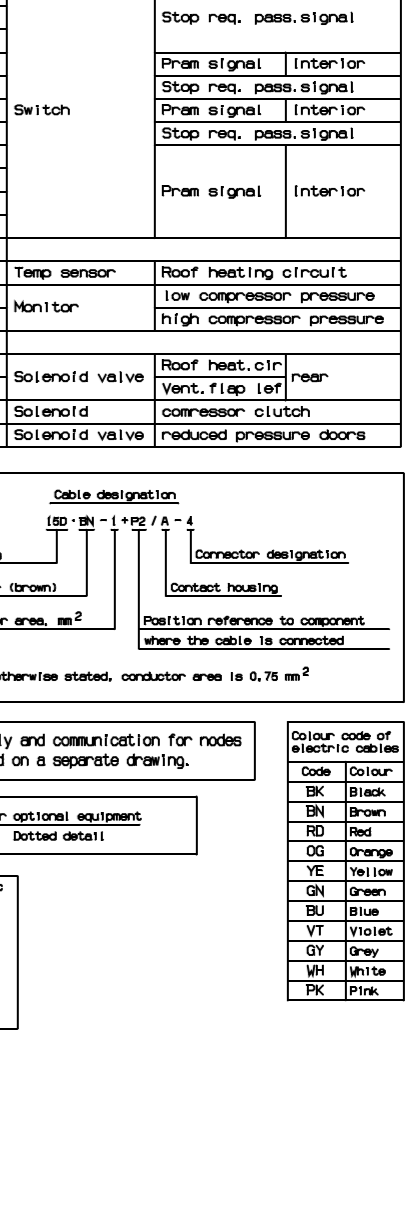 Stop req. pass.signal
Pram signal Interior
Stop req. pass.signal
Switch Pram signal Interior
Stop req. pass.signal
Pram signal Interior
Temp sensor Roof heating circuit
Monitor low compressor pressure
high compressor pressure
Solenoid valve Roof heat.cir rear
Vent.flap lef
Solenoid comressor clutch
Solenoid valve reduced pressure doors
Cable designation
15D·BN-1+P2/A-4
Connector designation
(brown) Contact housing
area, mm2 Position reference to component
where the cable is connected
otherwise stated, conductor area is 0,75 mm2
ly and communication for nodes
d on a separate drawing.
r optional equipment
Dotted detail
Colour code of
electric cables
Code Colour
BK Black
BN Brown
RD Red
OG Orange
YE Yellow
GN Green
BU Blue
VT Violet
GY Grey
WH White
PK Pink